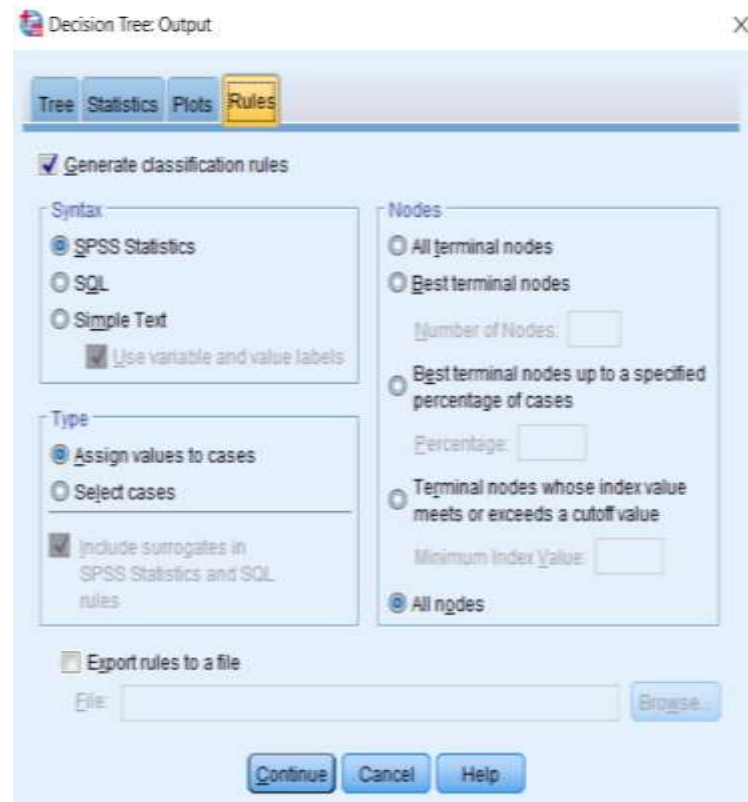 Decision Tree: Output
Tree Statistics Plots Rules
Generate classification rules
Syntax
SPSS Statistics
SQL
Simple Text
Use variable and value labels
Type
Assign values to cases
Select cases
Include surrogates in
SPSS Statistics and SQL
rules
Nodes
All terminal nodes
Best terminal nodes
Number of Nodes:
Best terminal nodes up to a specified
percentage of cases
Percentage:
Terminal nodes whose index value
meets or exceeds a cutoff value
Minimum Index Value:
All nodes
Export rules to a file
File:
Browse...
Continue Cancel Help